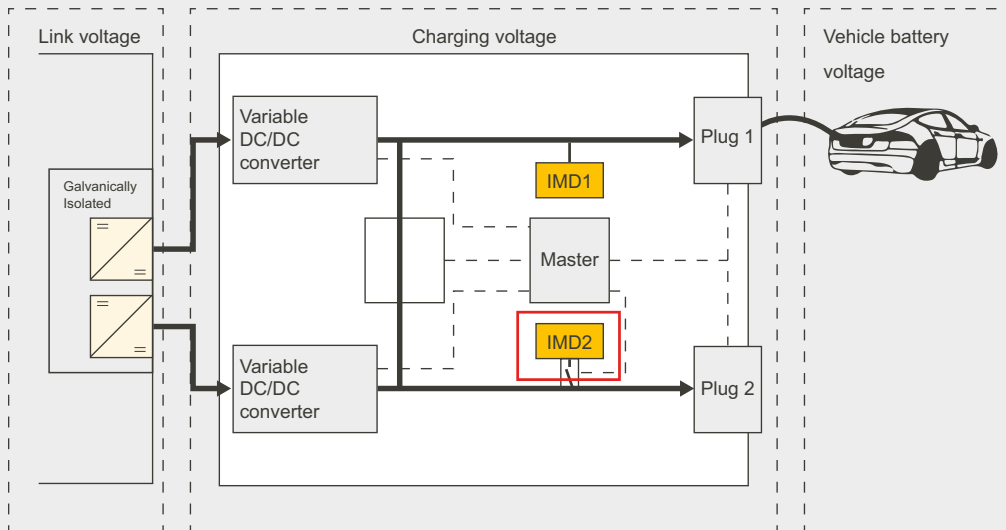 Link voltage
Charging voltage
Vehicle battery
voltage
Variable
DC/DC
converter
Plug 1
IMD1
Galvanically
Isolated
Master
IMD2
Variable
DC/DC
converter
Plug 2